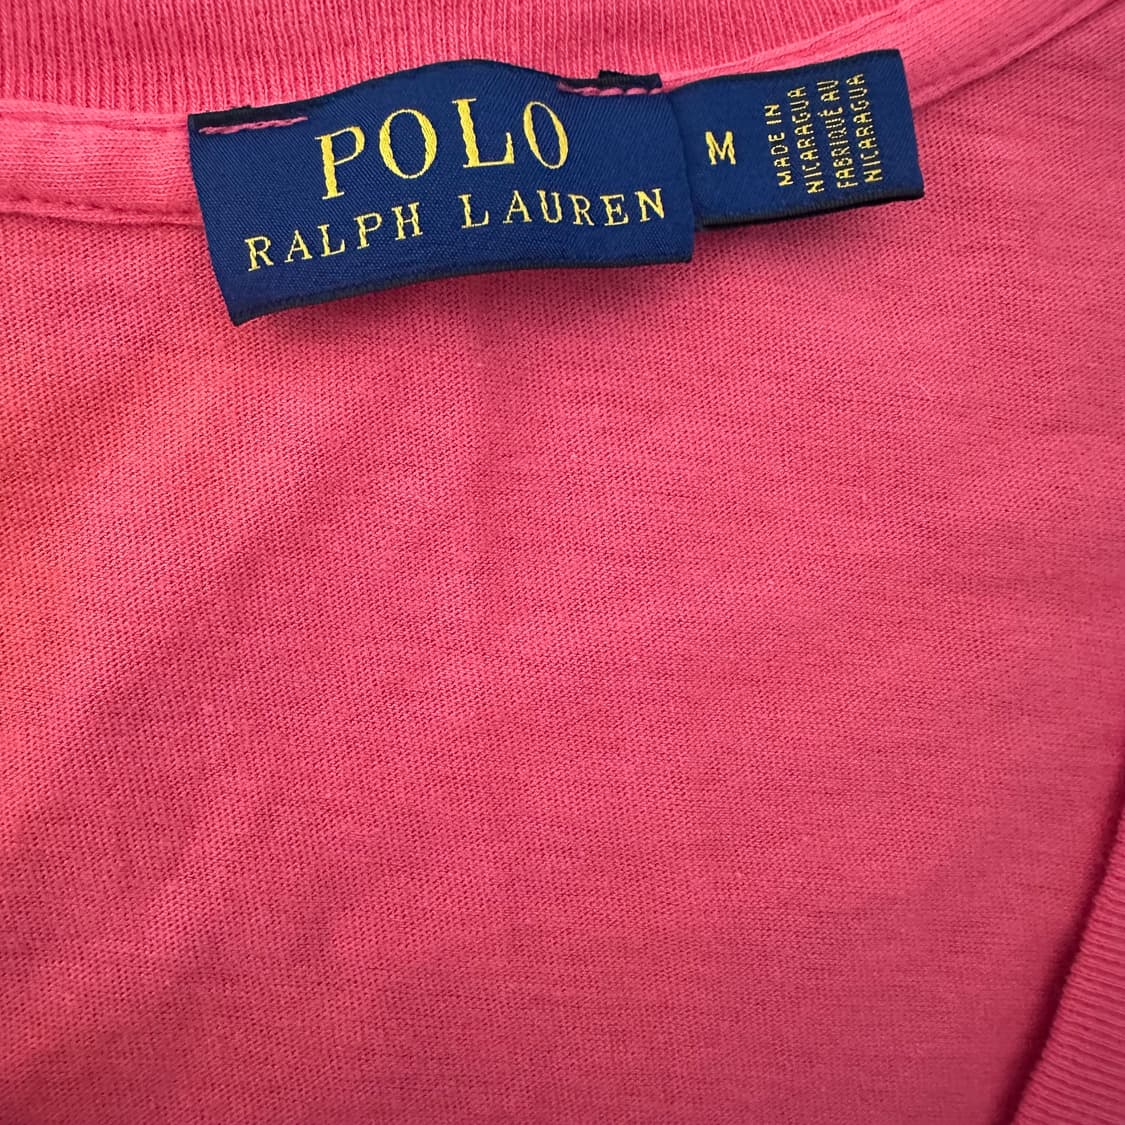 POLO
RALPH LAUREN
M
MADE IN
NICARAGUA
FABRIQUÉ AU
NICARAGUA